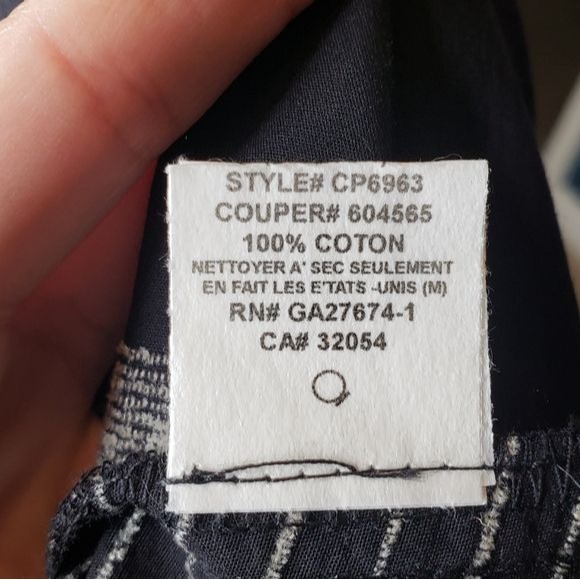 STYLE# CP6963
COUPER# 604565
100% COTON
NETTOYER A' SEC SEULEMENT
EN FAIT LES E'TATS -UNIS (M)
RN# GA27674-1
CA# 32054